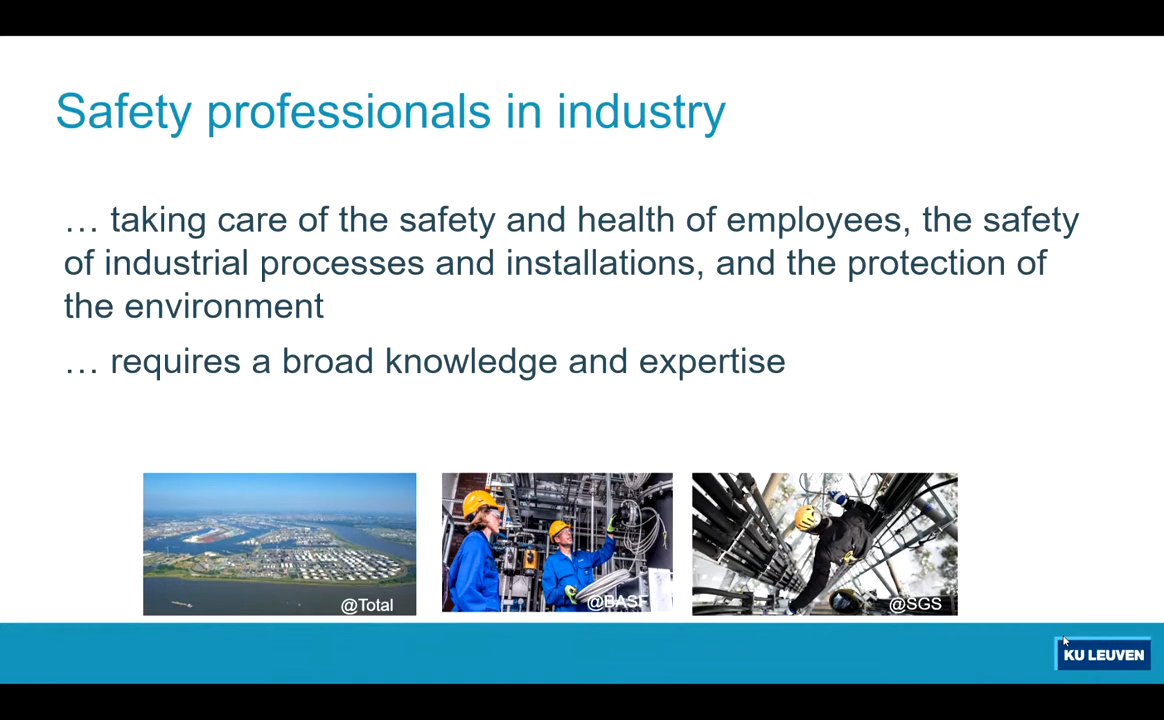 Safety professionals in industry
… taking care of the safety and health of employees, the safety
of industrial processes and installations, and the protection of
the environment
… requires a broad knowledge and expertise
@Total
@BASF
@SGS
KU LEUVEN